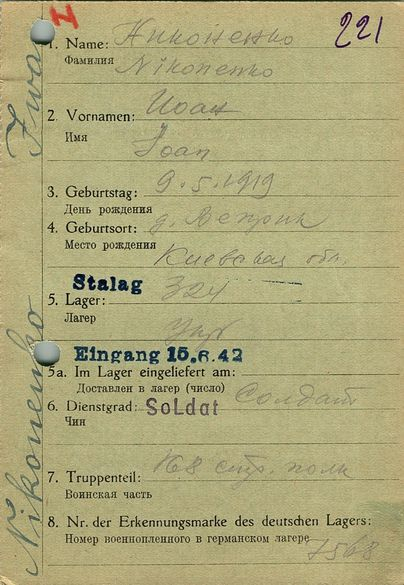 N
221
1. Name: Никоненко
Фамилия Nikonenko
2. Vornamen: Иоан
Имя
Joan
3. Geburtstag: 9.5.1919
День рождения
4. Geburtsort: д. Веприк
Место рождения
Киевская обл.
Stalag
5. Lager: 324
Лагерь
Eingang 15.6.42
5a. Im Lager eingeliefert am:
Доставлен в лагер (число)
6. Dienstgrad: Soldat Солдат
Чин
7. Truppenteil: 168 стр. полк
Воинская часть
8. Nr. der Erkennungsmarke des deutschen Lagers:
Номер военнопленного в германском лагере
7568
Nikonenko Iwan